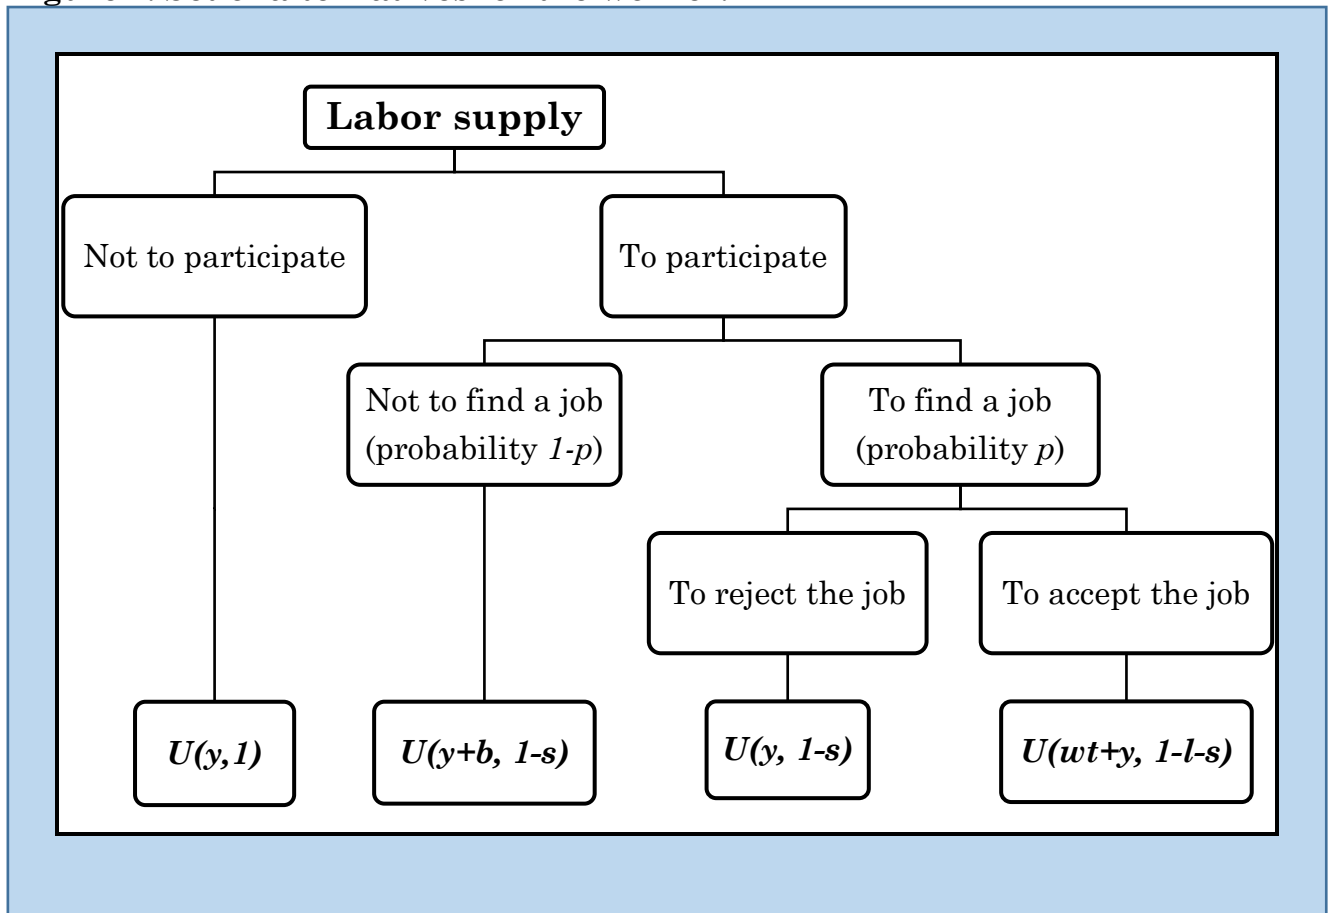 Labor supply
Not to participate
To participate
Not to find a job
(probability 1-p)
To find a job
(probability p)
To reject the job
To accept the job
U(y,1)
U(y+b, 1-s)
U(y, 1-s)
U(wt+y, 1-l-s)